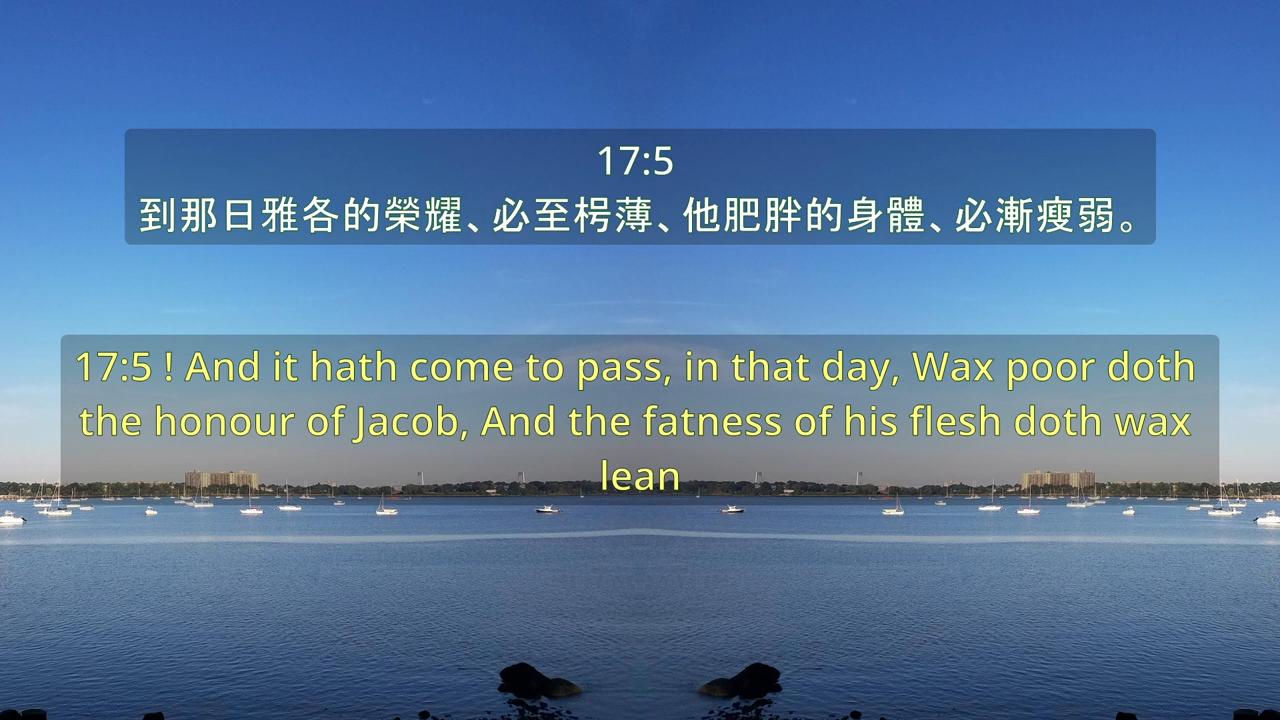 17:5
到那日雅各的榮耀、必至枵薄、他肥胖的身體、必漸瘦弱。
17:5 ! And it hath come to pass, in that day, Wax poor doth
the honour of Jacob, And the fatness of his flesh doth wax
lean